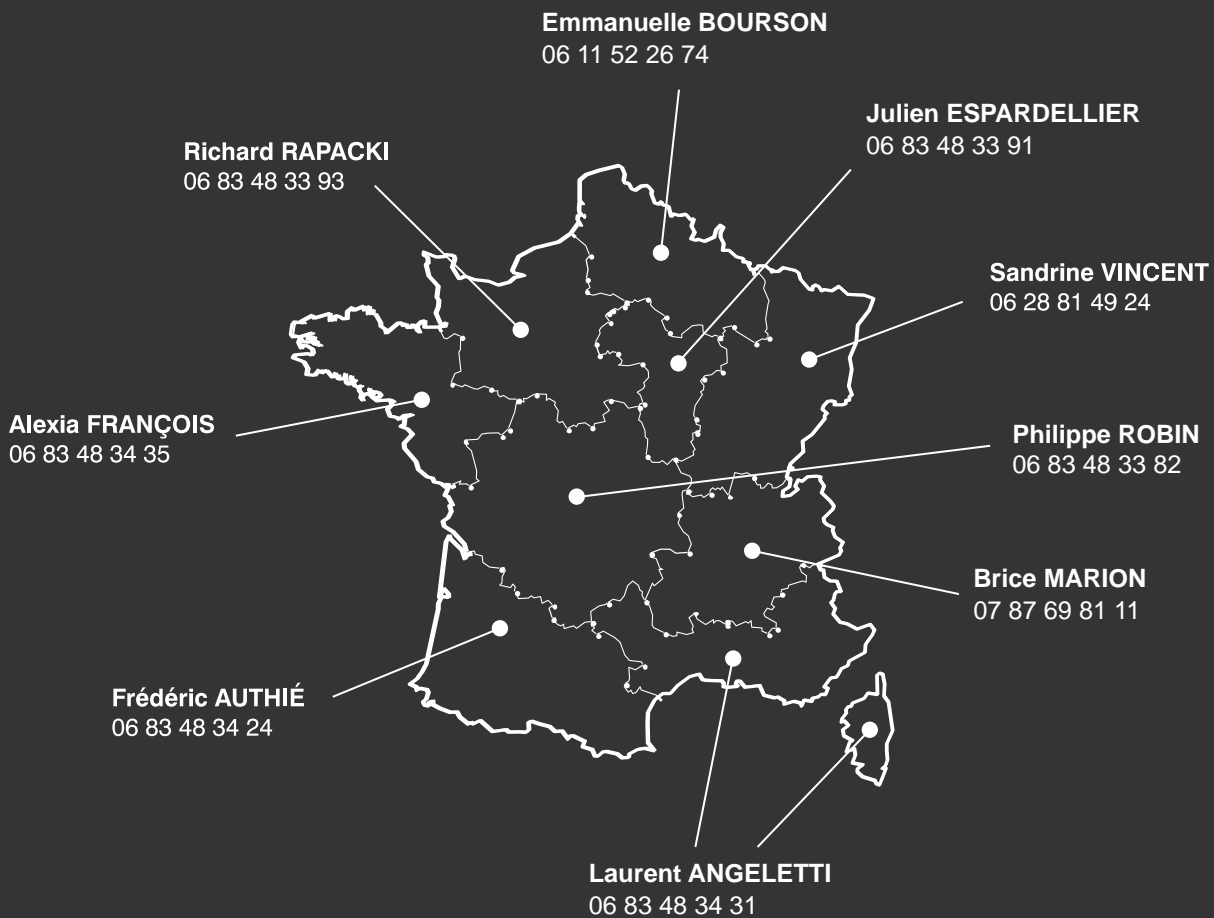 Emmanuelle BOURSON
06 11 52 26 74
Julien ESPARDELLIER
06 83 48 33 91
Richard RAPACKI
06 83 48 33 93
Sandrine VINCENT
06 28 81 49 24
Alexia FRANÇOIS
06 83 48 34 35
Philippe ROBIN
06 83 48 33 82
Brice MARION
07 87 69 81 11
Frédéric AUTHIÉ
06 83 48 34 24
Laurent ANGELETTI
06 83 48 34 31